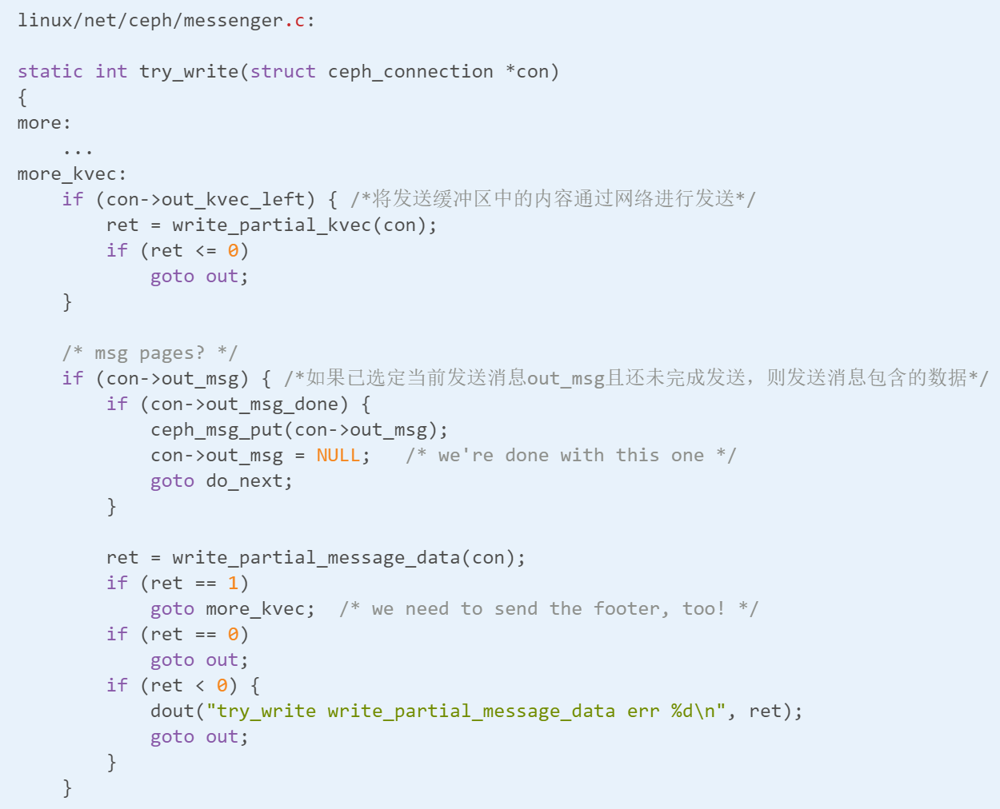 linux/net/ceph/messenger.c:
static int try_write(struct ceph_connection *con)
{
more:
    ...
more_kvec:
    if (con->out_kvec_left) { /*将发送缓冲区中的内容通过网络进行发送*/
        ret = write_partial_kvec(con);
        if (ret <= 0)
            goto out;
    }
    /* msg pages? */
    if (con->out_msg) { /*如果已选定当前发送消息out_msg且还未完成发送，则发送消息包含的数据*/
        if (con->out_msg_done) {
            ceph_msg_put(con->out_msg);
            con->out_msg = NULL;   /* we're done with this one */
            goto do_next;
        }
        ret = write_partial_message_data(con);
        if (ret == 1)
            goto more_kvec;  /* we need to send the footer, too! */
        if (ret == 0)
            goto out;
        if (ret < 0) {
            dout("try_write write_partial_message_data err %d\n", ret);
            goto out;
        }
    }